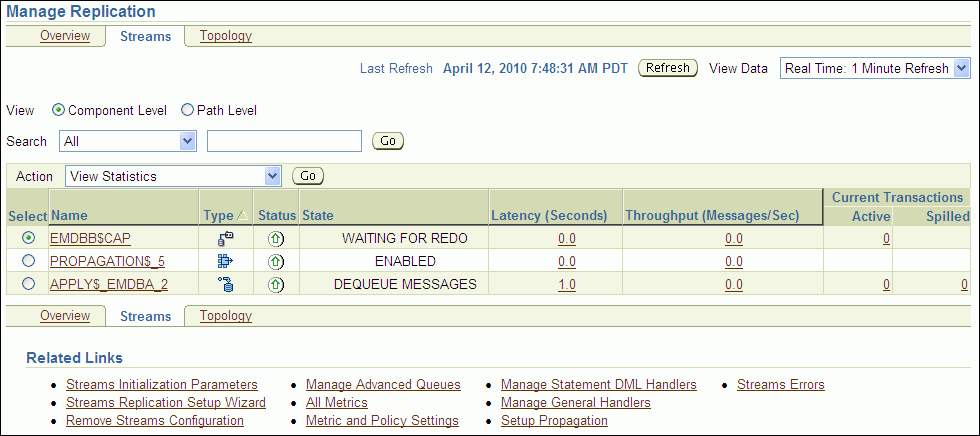 Manage Replication
Overview Streams Topology
Last Refresh April 12, 2010 7:48:31 AM PDT Refresh View Data Real Time: 1 Minute Refresh
View Component Level Path Level
Search All Go
Action View Statistics Go
Current Transactions
Select Name Type Status State Latency (Seconds) Throughput (Messages/Sec) Active Spilled
EMDBB$CAP WAITING FOR REDO 0.0 0.0 0
PROPAGATION$_5 ENABLED 0.0 0.0
APPLY$_EMDBA_2 DEQUEUE MESSAGES 1.0 0.0 0 0
Overview Streams Topology
Related Links
• Streams Initialization Parameters • Manage Advanced Queues • Manage Statement DML Handlers • Streams Errors
• Streams Replication Setup Wizard • All Metrics • Manage General Handlers
• Remove Streams Configuration • Metric and Policy Settings • Setup Propagation